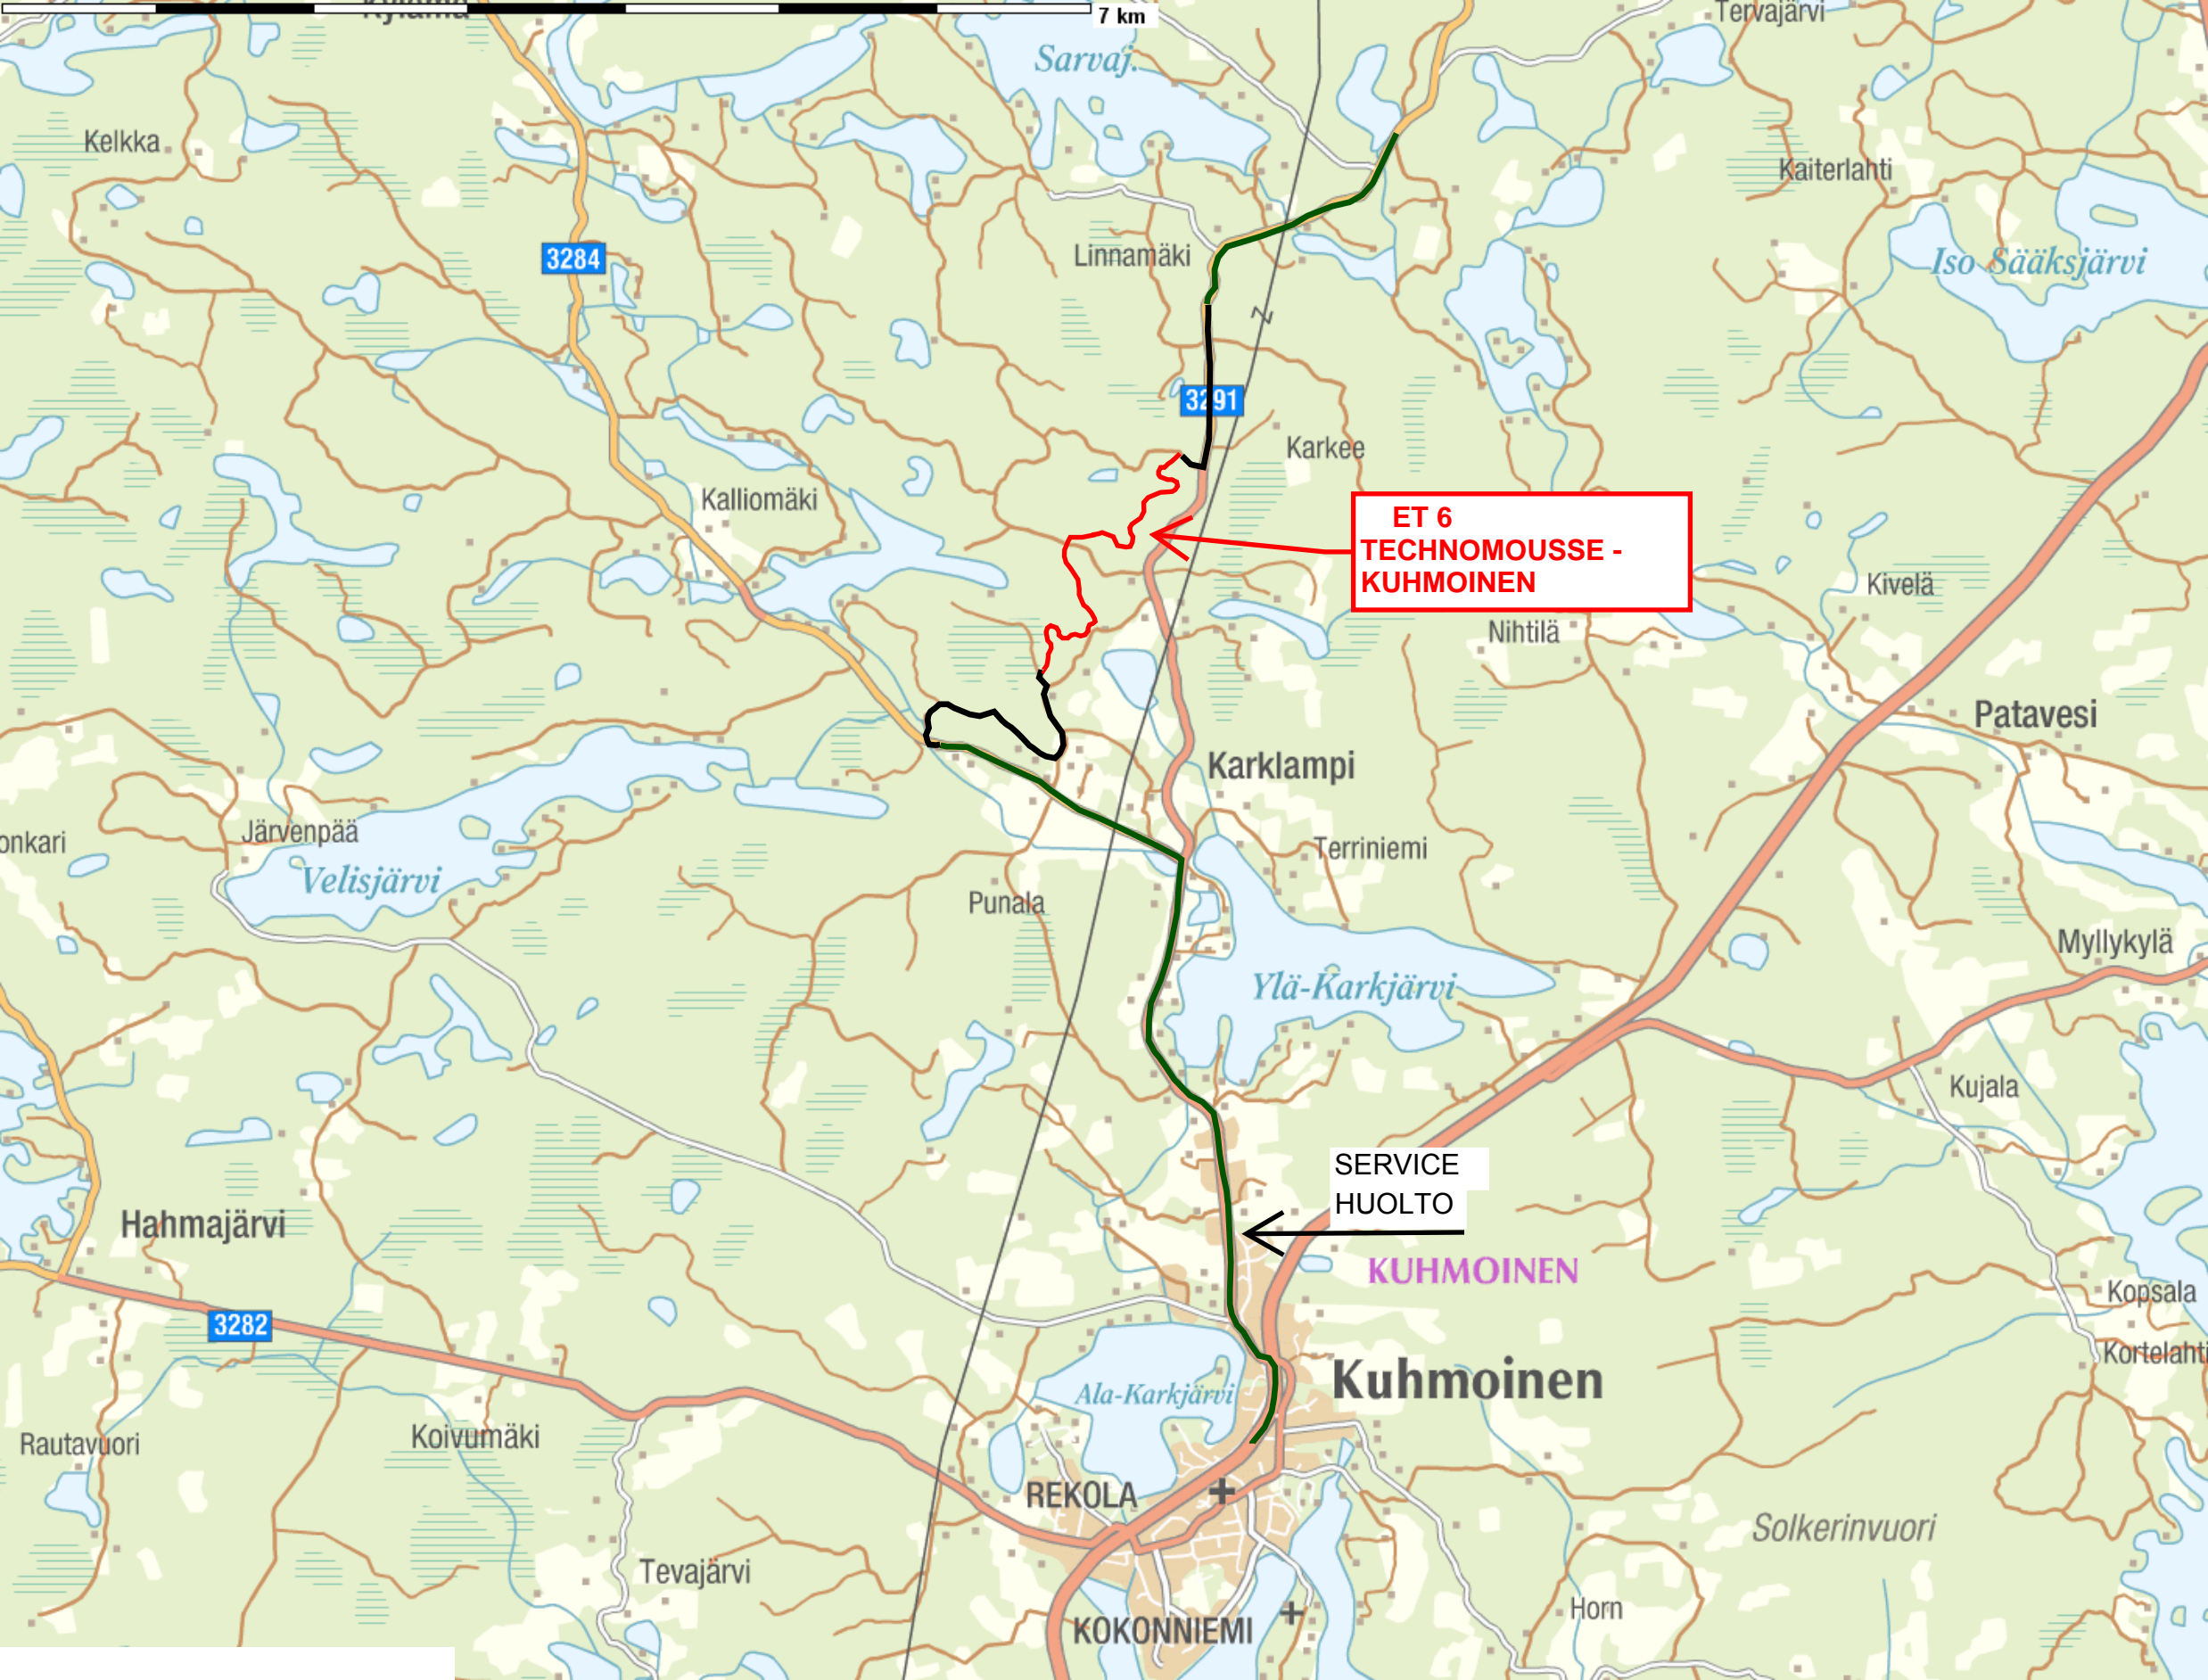 Kylämä
7 km
Tervajärvi
Sarvaj.
Kelkka
Kaiterlahti
3284
Linnamäki
Iso Sääksjärvi
Z
3291
Karkee
Kalliomäki
ET 6
TECHNOMOUSSE -
KUHMOINEN
Kivelä
Nihtilä
Patavesi
Karklampi
onkari
Järvenpää
Terriniemi
Velisjärvi
Punala
Myllykylä
Ylä-Karkjärvi
Kujala
SERVICE
HUOLTO
Hahmajärvi
KUHMOINEN
Kopsala
3282
Kortelahti
Kuhmoinen
Ala-Karkjärvi
Rautavuori
Koivumäki
REKOLA
Solkerinvuori
Tevajärvi
Horn
KOKONNIEMI